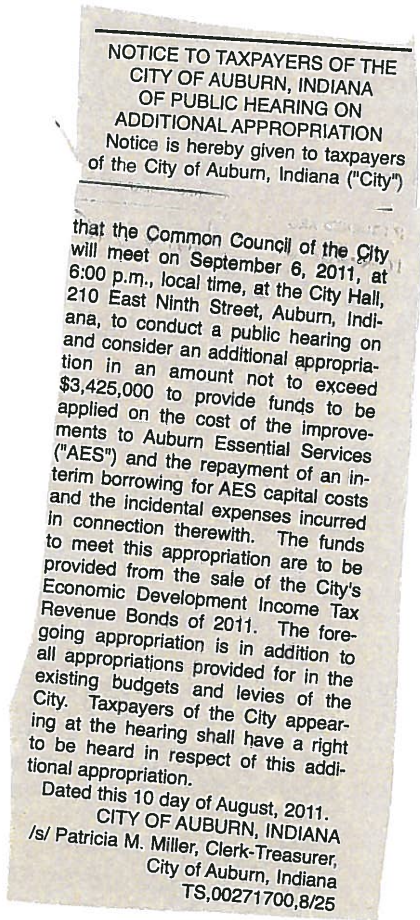 NOTICE TO TAXPAYERS OF THE
CITY OF AUBURN, INDIANA
OF PUBLIC HEARING ON
ADDITIONAL APPROPRIATION
Notice is hereby given to taxpayers
of the City of Auburn, Indiana ("City")
that the Common Council of the City
will meet on September 6, 2011, at
6:00 p.m., local time, at the City Hall,
210 East Ninth Street, Auburn, Indi-
ana, to conduct a public hearing on
and consider an additional appropria-
tion in an amount not to exceed
$3,425,000 to provide funds to be
applied on the cost of the improve-
ments to Auburn Essential Services
("AES") and the repayment of an in-
terim borrowing for AES capital costs
and the incidental expenses incurred
in connection therewith. The funds
to meet this appropriation are to be
provided from the sale of the City's
Economic Development Income Tax
Revenue Bonds of 2011. The fore-
going appropriation is in addition to
all appropriations provided for in the
existing budgets and levies of the
City. Taxpayers of the City appear-
ing at the hearing shall have a right
to be heard in respect of this addi-
tional appropriation.
Dated this 10 day of August, 2011.
CITY OF AUBURN, INDIANA
/s/ Patricia M. Miller, Clerk-Treasurer,
City of Auburn, Indiana
TS,00271700,8/25